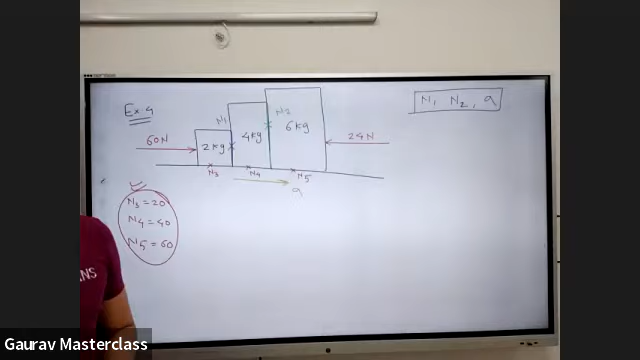 Ex.4
N1, N2, a
60N
2kg
N1
4kg
N2
6kg
24N
N3
N4
N5
a
N3 = 20
N4 = 40
N5 = 60
NS
Gaurav Masterclass